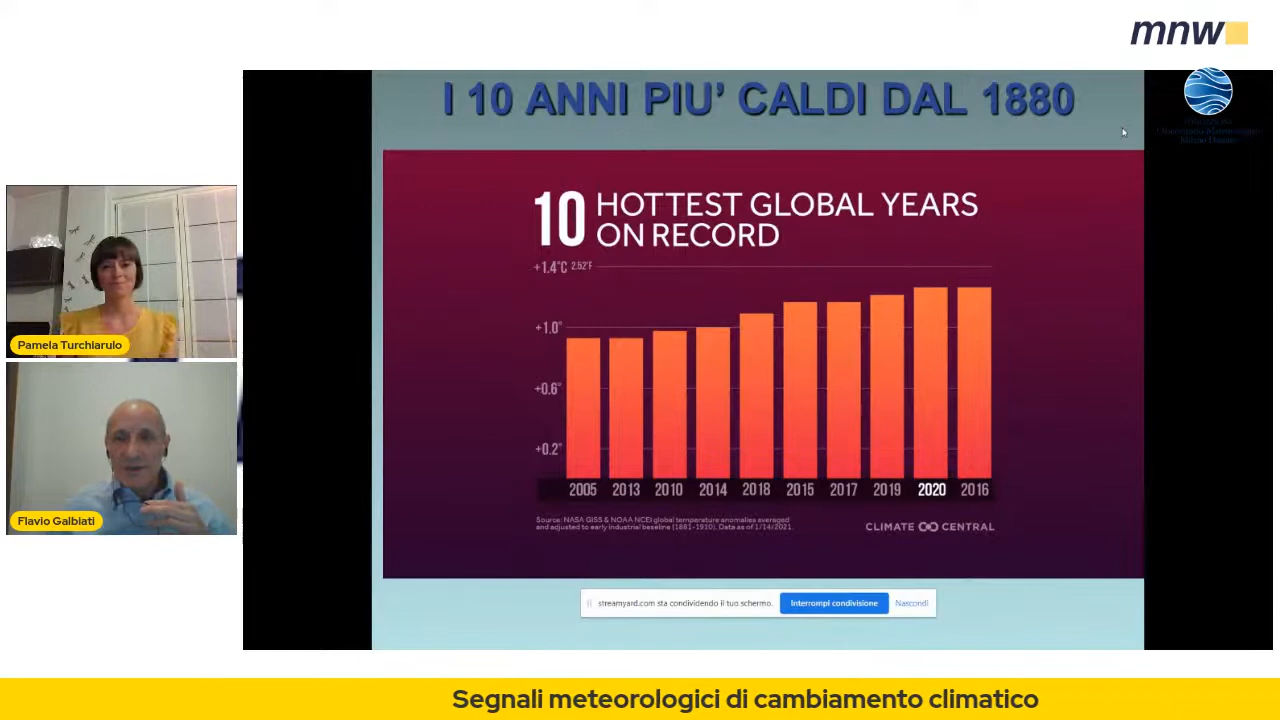 mnw
I 10 ANNI PIU' CALDI DAL 1880
10 HOTTEST GLOBAL YEARS
ON RECORD
+1.4°C 2.52°F
+1.0°
+0.6°
+0.2°
2005 2013 2010 2014 2018 2015 2017 2019 2020 2016
Source: NASA GISS & NOAA NCEI global temperature anomalies averaged
and adjusted to early industrial baseline (1881-1910). Data as of 1/14/2021.
CLIMATE CENTRAL
Pamela Turchiarulo
Flavio Galbiati
streamyard.com sta condividendo il tuo schermo.
Interrompi condivisione
Nascondi
Segnali meteorologici di cambiamento climatico